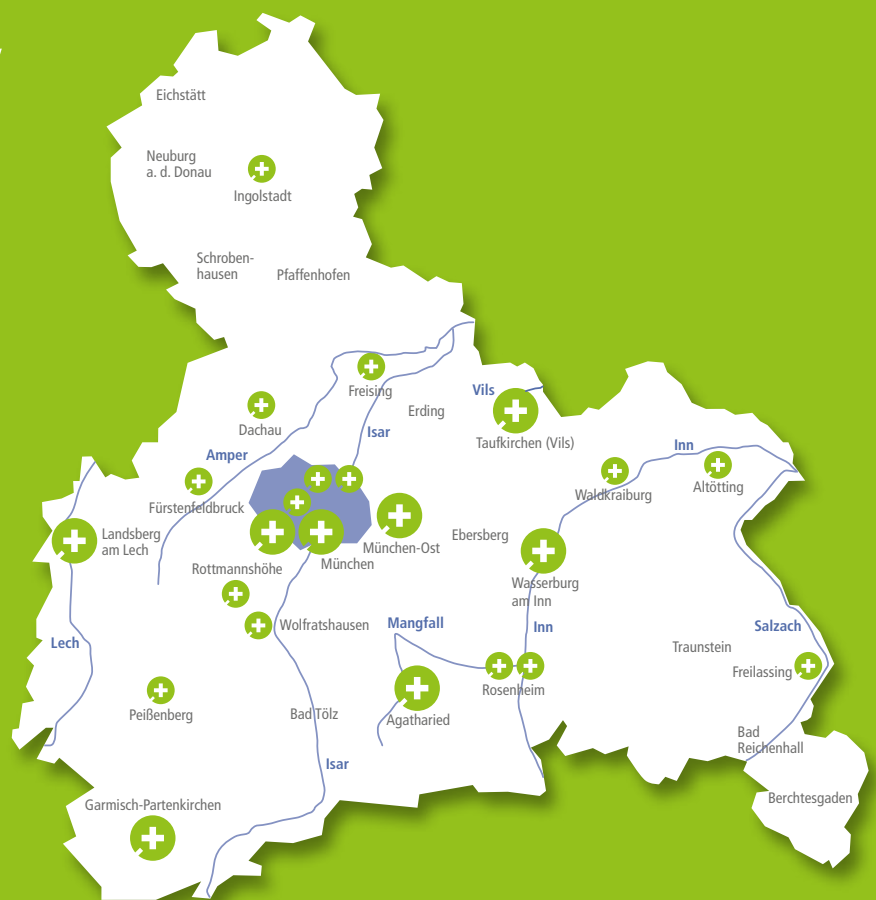 Eichstätt
Neuburg
a. d. Donau
Ingolstadt
Schroben-
hausen
Pfaffenhofen
Freising
Vils
Erding
Dachau
Isar
Taufkirchen (Vils)
Amper
Inn
Fürstenfeldbruck
Waldkraiburg
Altötting
Landsberg
am Lech
Ebersberg
München-Ost
München
Rottmannshöhe
Wasserburg
am Inn
Wolfratshausen
Mangfall
Inn
Salzach
Lech
Traunstein
Freilassing
Rosenheim
Peißenberg
Bad Tölz
Agatharied
Bad
Reichenhall
Isar
Berchtesgaden
Garmisch-Partenkirchen